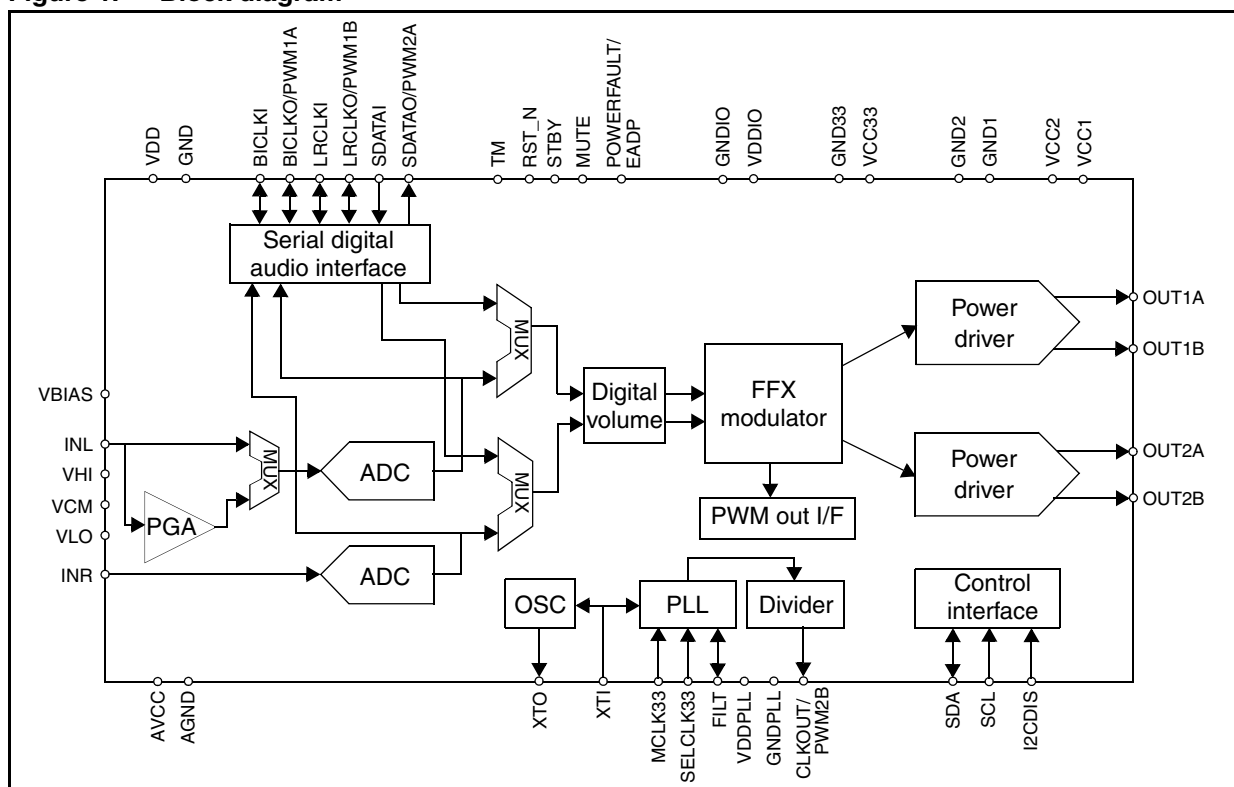 Figure 1. Block diagram
VDD
GND
BICLKI
BICLKO/PWM1A
LRCLKI
LRCLKO/PWM1B
SDATAI
SDATAO/PWM2A
TM
RST_N
STBY
MUTE
POWERFAULT/
EADP
GNDIO
VDDIO
GND33
VCC33
GND2
GND1
VCC2
VCC1
Serial digital
audio interface
MUX
Digital
volume
FFX
modulator
Power
driver
OUT1A
OUT1B
VBIAS
INL
VHI
VCM
VLO
INR
PGA
MUX
ADC
ADC
MUX
PWM out I/F
Power
driver
OUT2A
OUT2B
OSC
PLL
Divider
Control
interface
AVCC
AGND
XTO
XTI
MCLK33
SELCLK33
FILT
VDDPLL
GNDPLL
CLKOUT/
PWM2B
SDA
SCL
I2CDIS